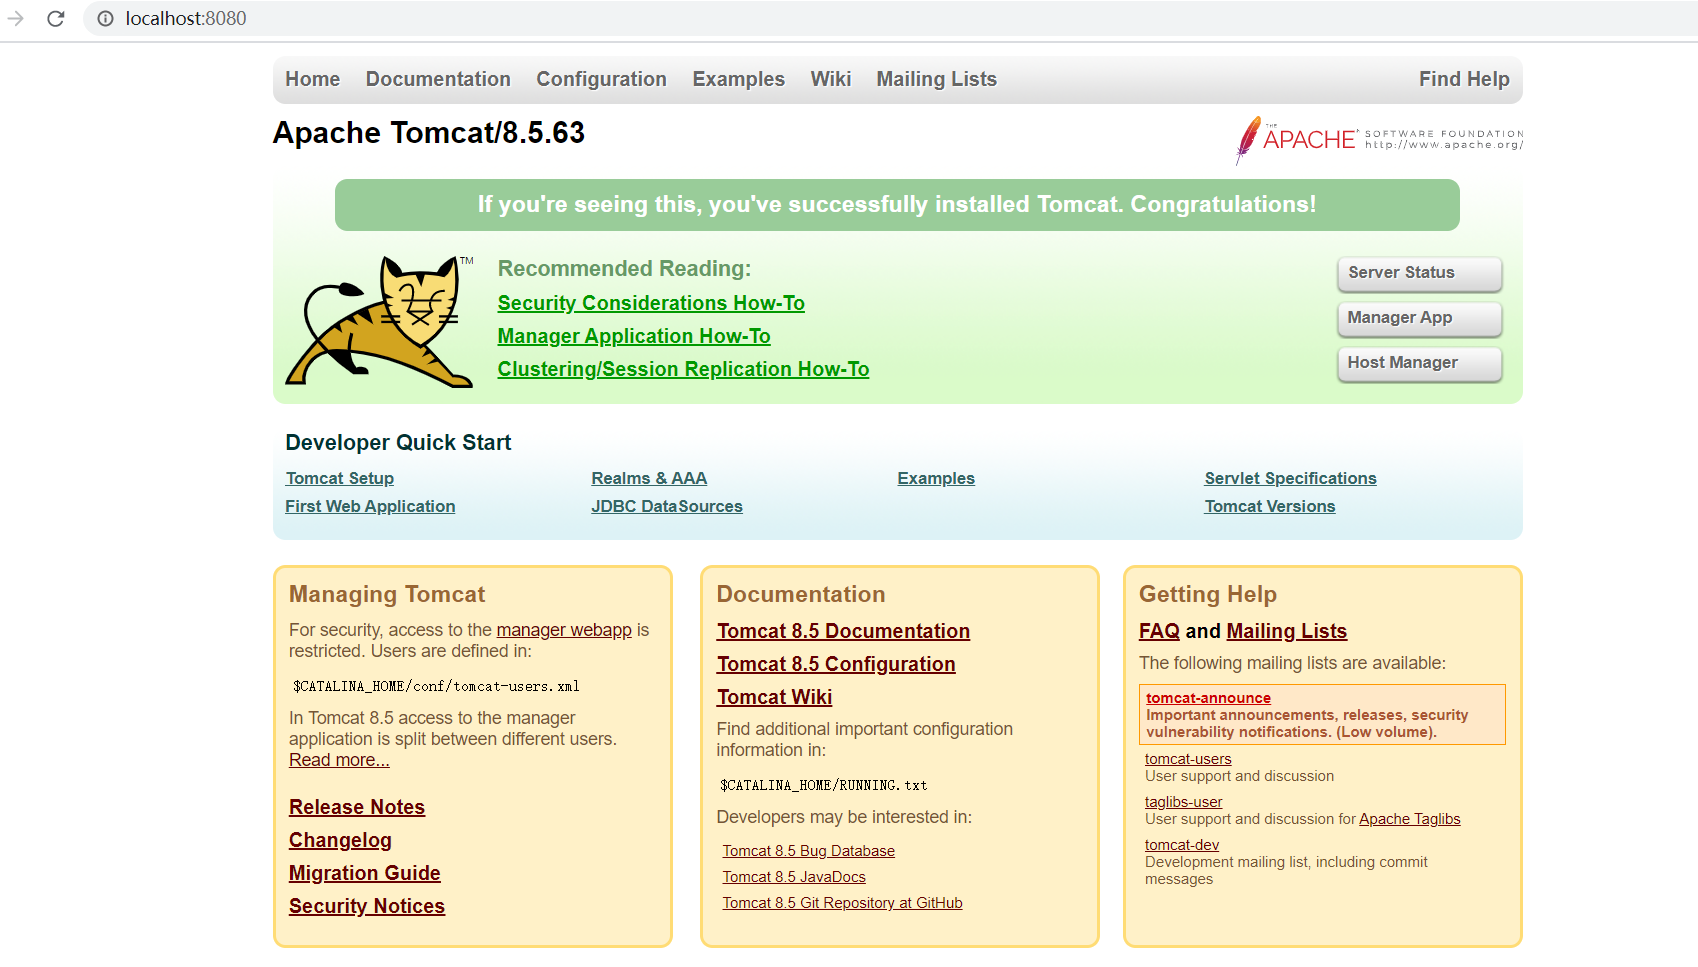 localhost:8080
Home Documentation Configuration Examples Wiki Mailing Lists Find Help
Apache Tomcat/8.5.63
THE APACHE SOFTWARE FOUNDATION
http://www.apache.org/
If you're seeing this, you've successfully installed Tomcat. Congratulations!
TM
Recommended Reading:
Security Considerations How-To
Manager Application How-To
Clustering/Session Replication How-To
Server Status
Manager App
Host Manager
Developer Quick Start
Tomcat Setup
First Web Application
Realms & AAA
JDBC DataSources
Examples
Servlet Specifications
Tomcat Versions
Managing Tomcat
For security, access to the manager webapp is
restricted. Users are defined in:
$CATALINA_HOME/conf/tomcat-users.xml
In Tomcat 8.5 access to the manager
application is split between different users.
Read more...
Release Notes
Changelog
Migration Guide
Security Notices
Documentation
Tomcat 8.5 Documentation
Tomcat 8.5 Configuration
Tomcat Wiki
Find additional important configuration
information in:
$CATALINA_HOME/RUNNING.txt
Developers may be interested in:
Tomcat 8.5 Bug Database
Tomcat 8.5 JavaDocs
Tomcat 8.5 Git Repository at GitHub
Getting Help
FAQ and Mailing Lists
The following mailing lists are available:
tomcat-announce
Important announcements, releases, security
vulnerability notifications. (Low volume).
tomcat-users
User support and discussion
taglibs-user
User support and discussion for Apache Taglibs
tomcat-dev
Development mailing list, including commit
messages